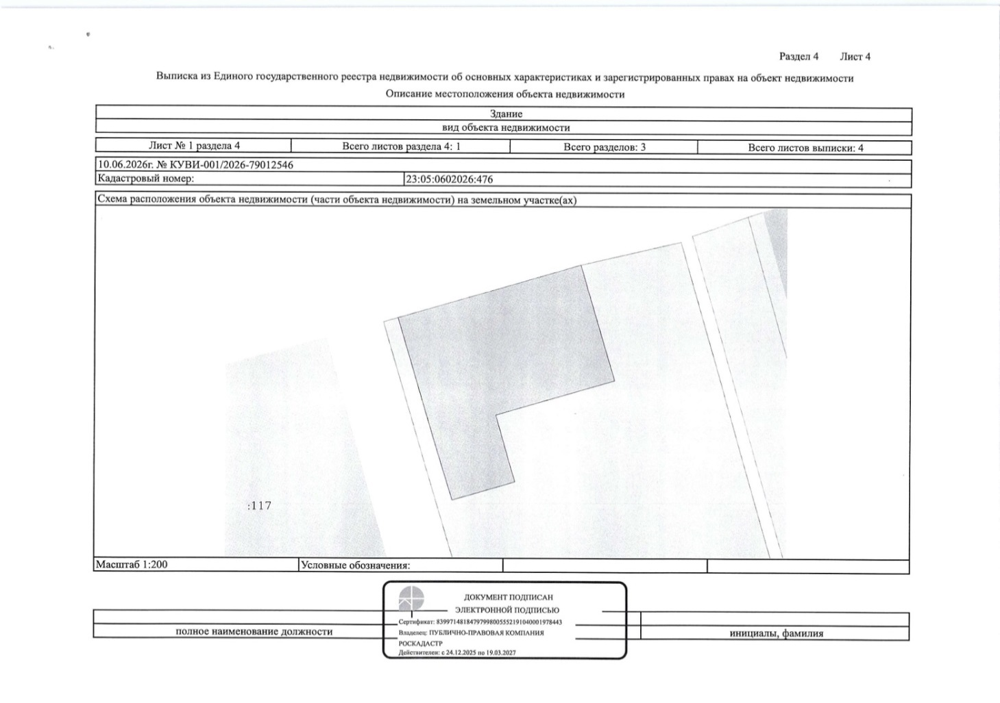 Раздел 4 Лист 4
Выписка из Единого государственного реестра недвижимости об основных характеристиках и зарегистрированных правах на объект недвижимости
Описание местоположения объекта недвижимости
Здание
вид объекта недвижимости
Лист № 1 раздела 4 Всего листов раздела 4: 1 Всего разделов: 3 Всего листов выписки: 4
10.06.2026г. № КУВИ-001/2026-79012546
Кадастровый номер: 23:05:0602026:476
Схема расположения объекта недвижимости (части объекта недвижимости) на земельном участке(ах)
:117
Масштаб 1:200 Условные обозначения:
ДОКУМЕНТ ПОДПИСАН
ЭЛЕКТРОННОЙ ПОДПИСЬЮ
Сертификат: 83997148184797998005552191040001978443
Владелец: ПУБЛИЧНО-ПРАВОВАЯ КОМПАНИЯ
РОСКАДАСТР
Действителен: с 24.12.2025 по 19.03.2027
полное наименование должности инициалы, фамилия